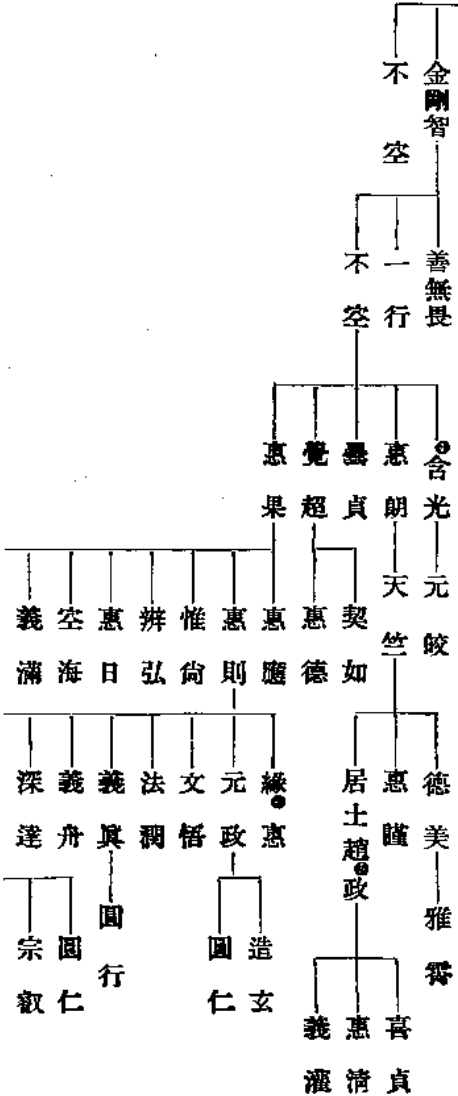 金剛智
不空
善無畏
一行
不空
含光
惠朗
曇貞
覺超
惠果
元皎
天竺
契如
惠德
惠應
惠則
惟尙
辨弘
惠日
空海
義滿
德美
惠謹
居士趙政
緣惠
元政
文悟
法潤
義眞
義舟
深達
雅霄
造玄
圓仁
圓行
圓仁
宗叡
喜貞
惠清
義灌